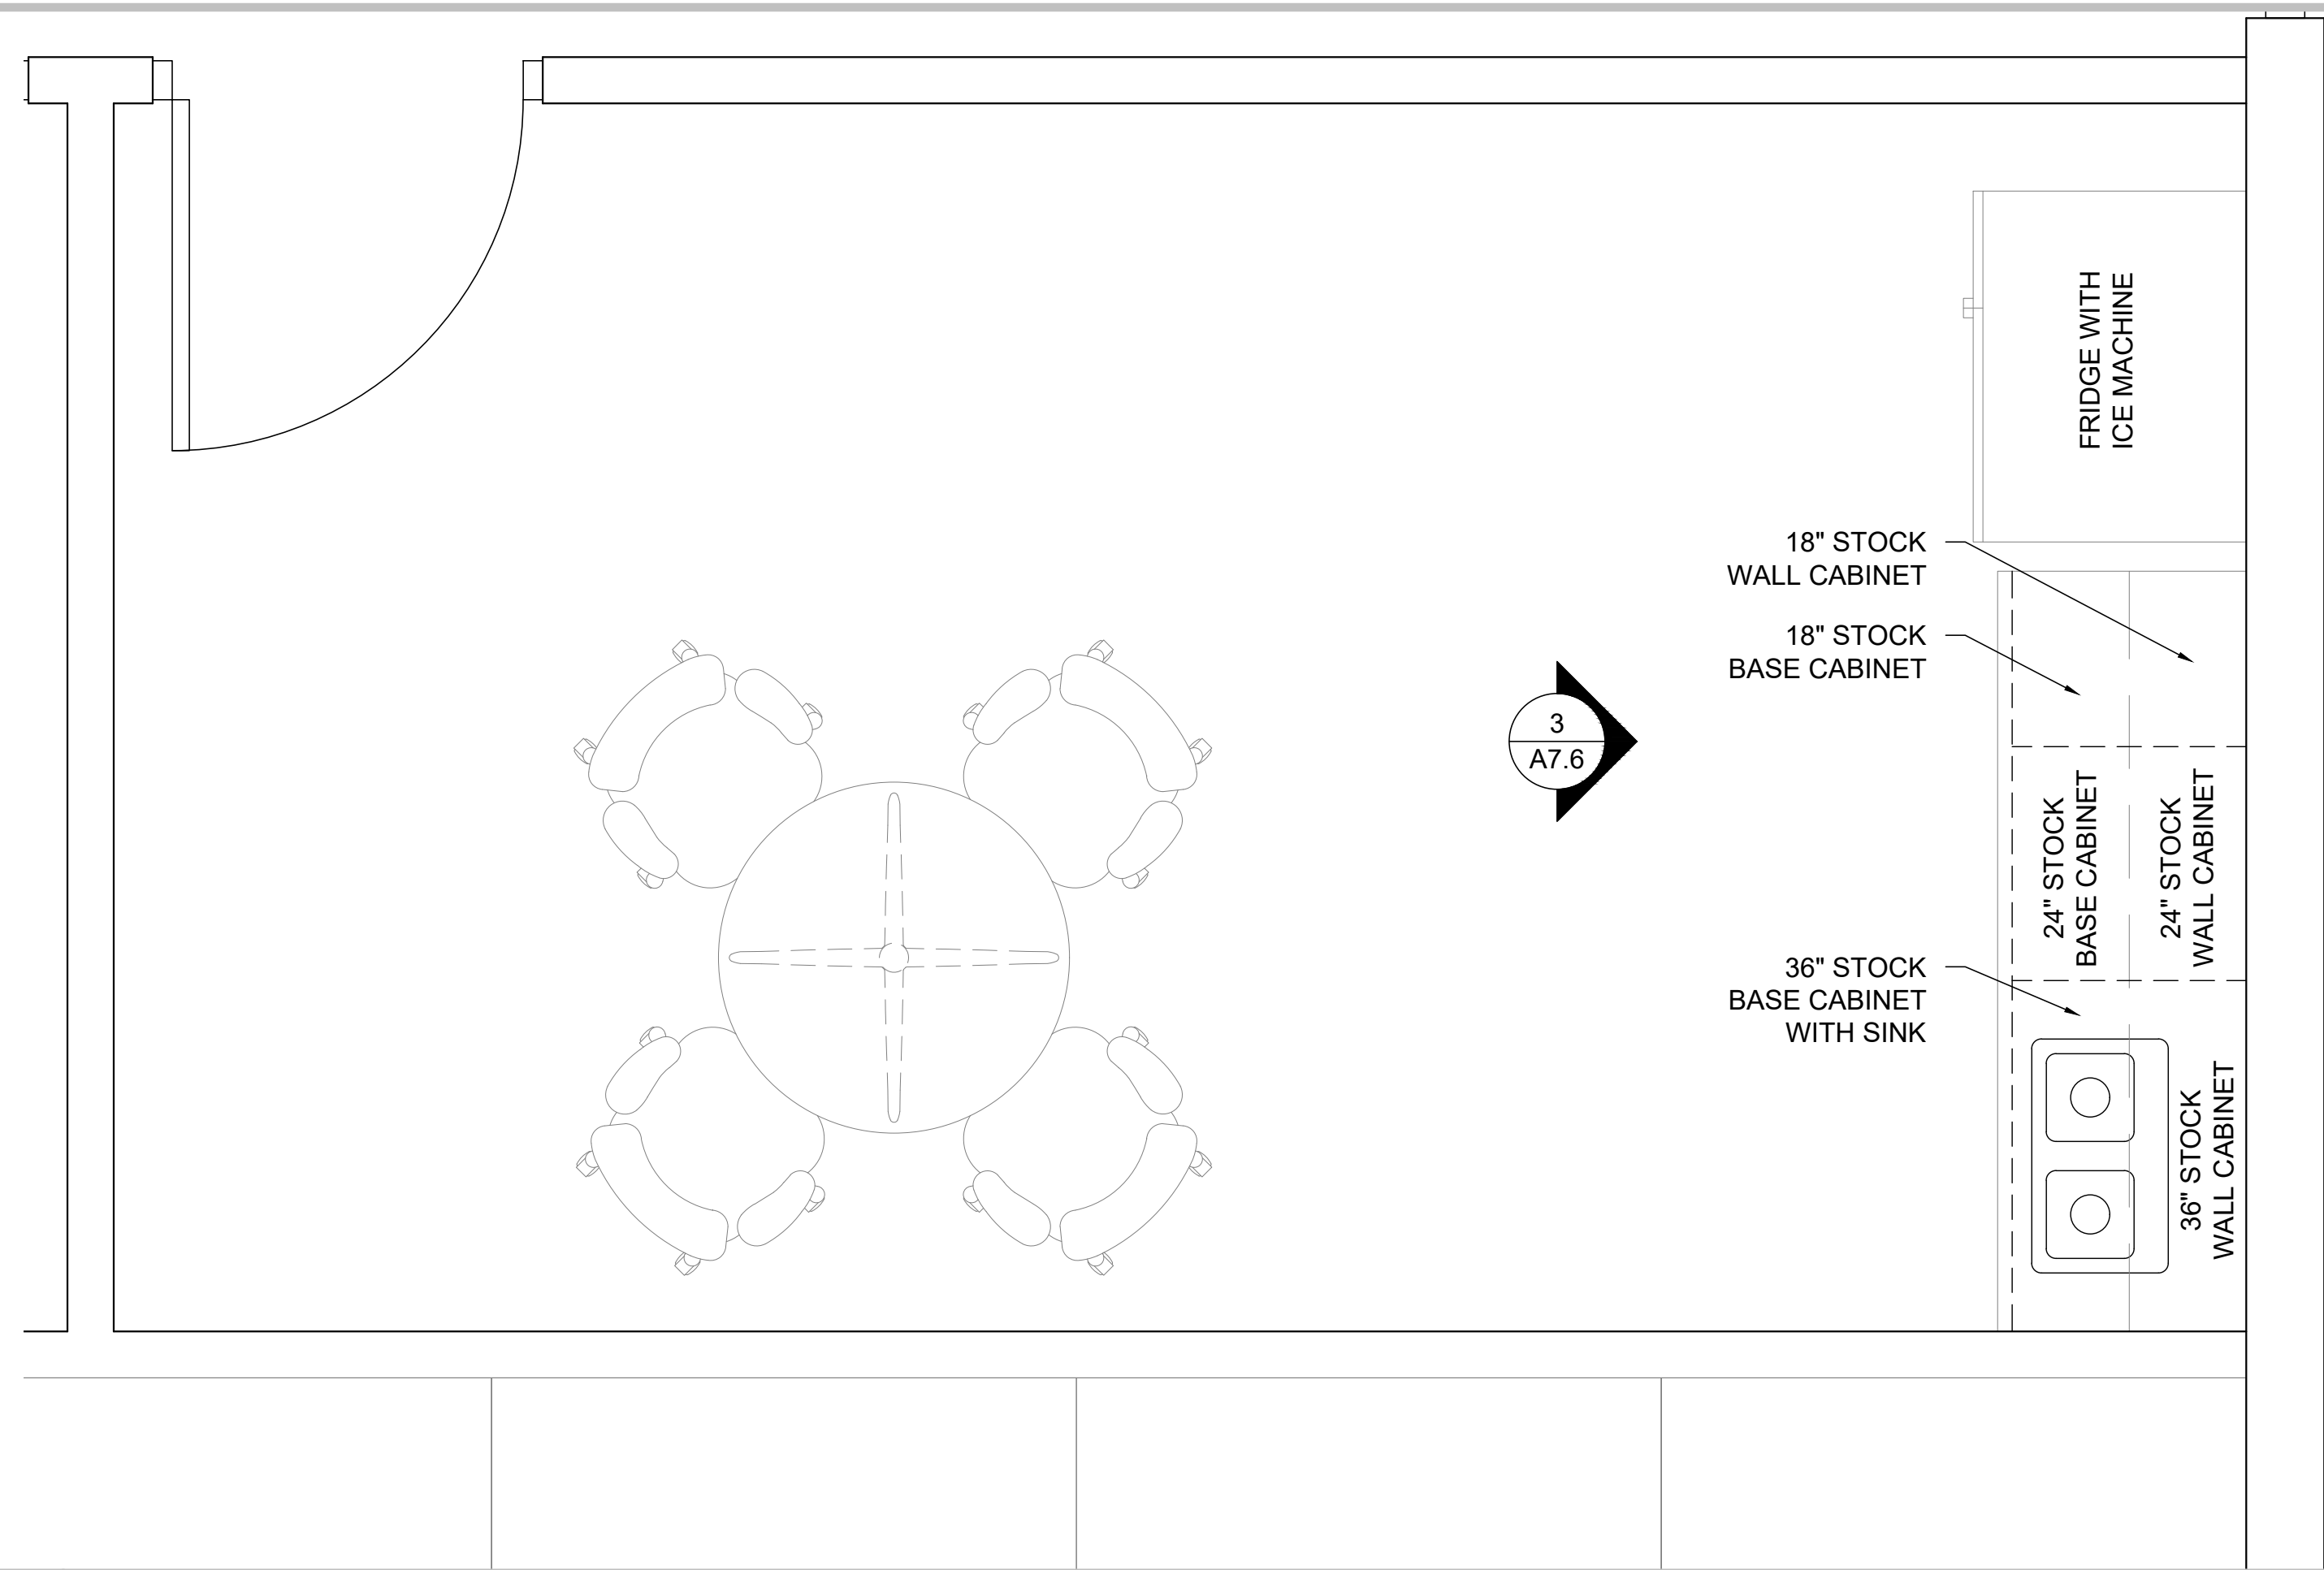 FRIDGE WITH
ICE MACHINE
18" STOCK
WALL CABINET
18" STOCK
BASE CABINET
3
A7.6
24" STOCK
BASE CABINET
24" STOCK
WALL CABINET
36" STOCK
BASE CABINET
WITH SINK
36" STOCK
WALL CABINET